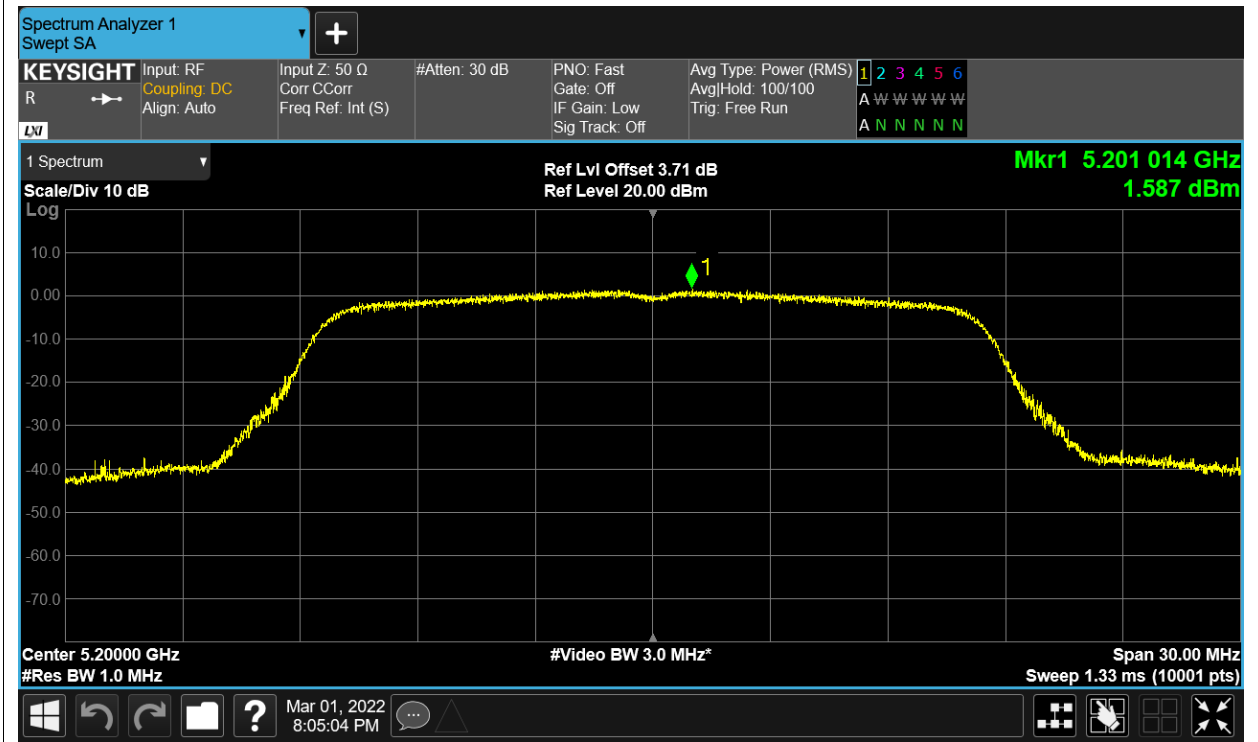 Spectrum Analyzer 1
Swept SA
KEYSIGHT
R
LXI
Input: RF
Coupling: DC
Align: Auto
Input Z: 50 Ω
Corr CCorr
Freq Ref: Int (S)
#Atten: 30 dB
PNO: Fast
Gate: Off
IF Gain: Low
Sig Track: Off
Avg Type: Power (RMS)
Avg|Hold: 100/100
Trig: Free Run
1 2 3 4 5 6
A W W W W W
A N N N N N
1 Spectrum
Scale/Div 10 dB
Log
Ref Lvl Offset 3.71 dB
Ref Level 20.00 dBm
Mkr1 5.201 014 GHz
1.587 dBm
1
10.0
0.00
-10.0
-20.0
-30.0
-40.0
-50.0
-60.0
-70.0
Center 5.20000 GHz
#Res BW 1.0 MHz
#Video BW 3.0 MHz*
Span 30.00 MHz
Sweep 1.33 ms (10001 pts)
?
Mar 01, 2022
8:05:04 PM